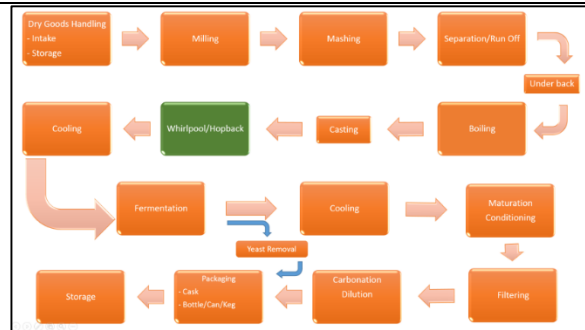 Dry Goods Handling
- Intake
- Storage
Milling
Mashing
Separation/Run Off
Under back
Boiling
Casting
Whirlpool/Hopback
Cooling
Fermentation
Yeast Removal
Cooling
Maturation
Conditioning
Filtering
Carbonation
Dilution
Packaging
- Cask
- Bottle/Can/Keg
Storage